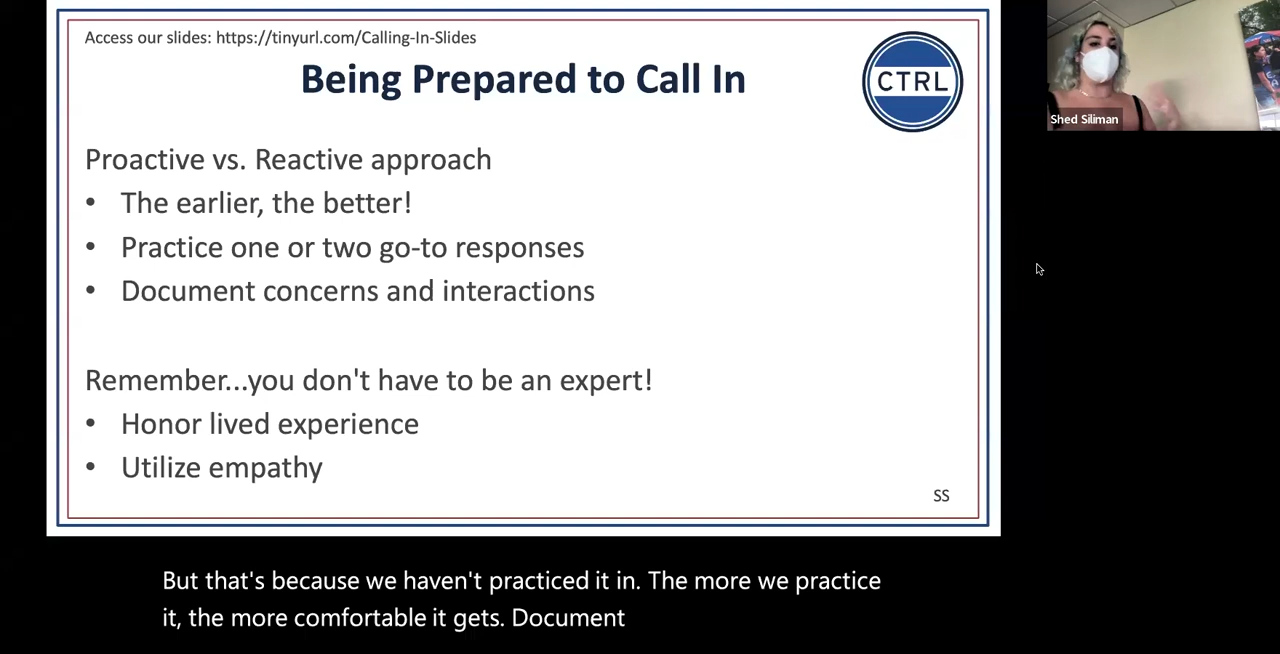 Access our slides: https://tinyurl.com/Calling-In-Slides
Being Prepared to Call In
CTRL
Shed Siliman
Proactive vs. Reactive approach
• The earlier, the better!
• Practice one or two go-to responses
• Document concerns and interactions
Remember...you don't have to be an expert!
• Honor lived experience
• Utilize empathy
SS
But that's because we haven't practiced it in. The more we practice
it, the more comfortable it gets. Document